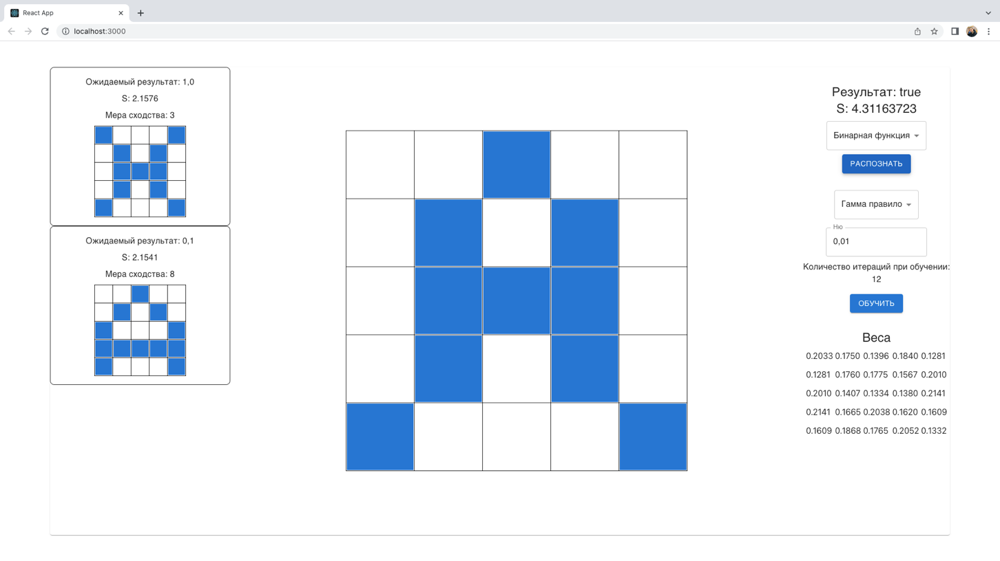 React App
localhost:3000
Ожидаемый результат: 1,0
S: 2.1576
Мера сходства: 3
Ожидаемый результат: 0,1
S: 2.1541
Мера сходства: 8
Результат: true
S: 4.31163723
Бинарная функция
РАСПОЗНАТЬ
Гамма правило
Ню
0,01
Количество итераций при обучении:
12
ОБУЧИТЬ
Веса
0.2033 0.1750 0.1396 0.1840 0.1281
0.1281 0.1760 0.1775 0.1567 0.2010
0.2010 0.1407 0.1334 0.1380 0.2141
0.2141 0.1665 0.2038 0.1620 0.1609
0.1609 0.1868 0.1765 0.2052 0.1332